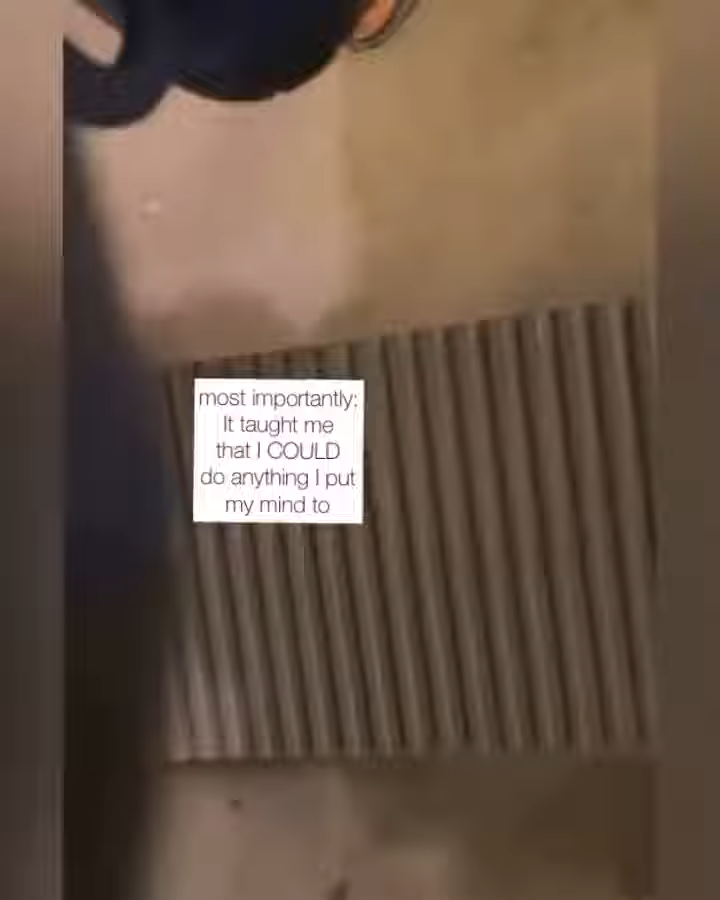 most importantly:
It taught me
that I COULD
do anything I put
my mind to